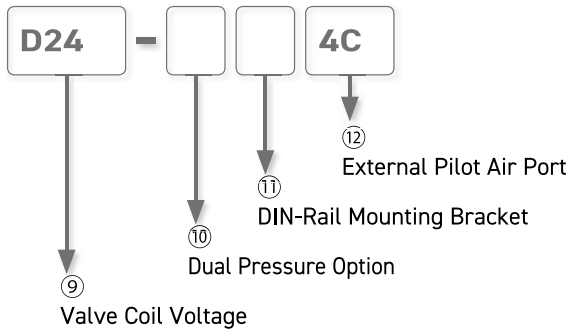 D24 - 4C
⑫
External Pilot Air Port
⑪
DIN-Rail Mounting Bracket
⑩
Dual Pressure Option
⑨
Valve Coil Voltage